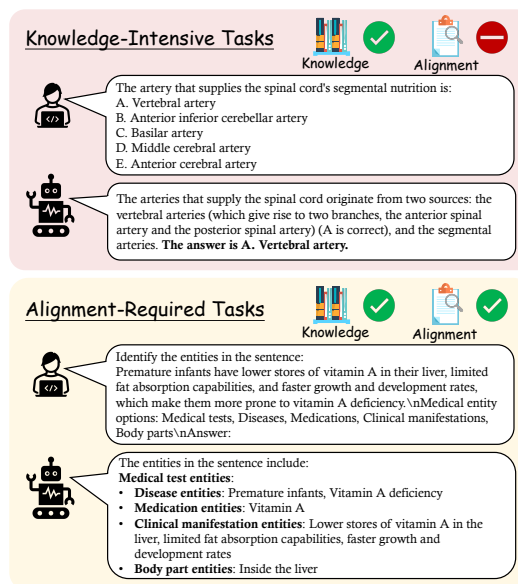 Knowledge-Intensive Tasks
Knowledge
Alignment
The artery that supplies the spinal cord's segmental nutrition is:
A. Vertebral artery
B. Anterior inferior cerebellar artery
C. Basilar artery
D. Middle cerebral artery
E. Anterior cerebral artery
</>
The arteries that supply the spinal cord originate from two sources: the
vertebral arteries (which give rise to two branches, the anterior spinal
artery and the posterior spinal artery) (A is correct), and the segmental
arteries. The answer is A. Vertebral artery.
Alignment-Required Tasks
Knowledge
Alignment
Identify the entities in the sentence:
Premature infants have lower stores of vitamin A in their liver, limited
fat absorption capabilities, and faster growth and development rates,
which make them more prone to vitamin A deficiency.\nMedical entity
options: Medical tests, Diseases, Medications, Clinical manifestations,
Body parts\nAnswer:
</>
The entities in the sentence include:
Medical test entities:
• Disease entities: Premature infants, Vitamin A deficiency
• Medication entities: Vitamin A
• Clinical manifestation entities: Lower stores of vitamin A in the
liver, limited fat absorption capabilities, faster growth and
development rates
• Body part entities: Inside the liver